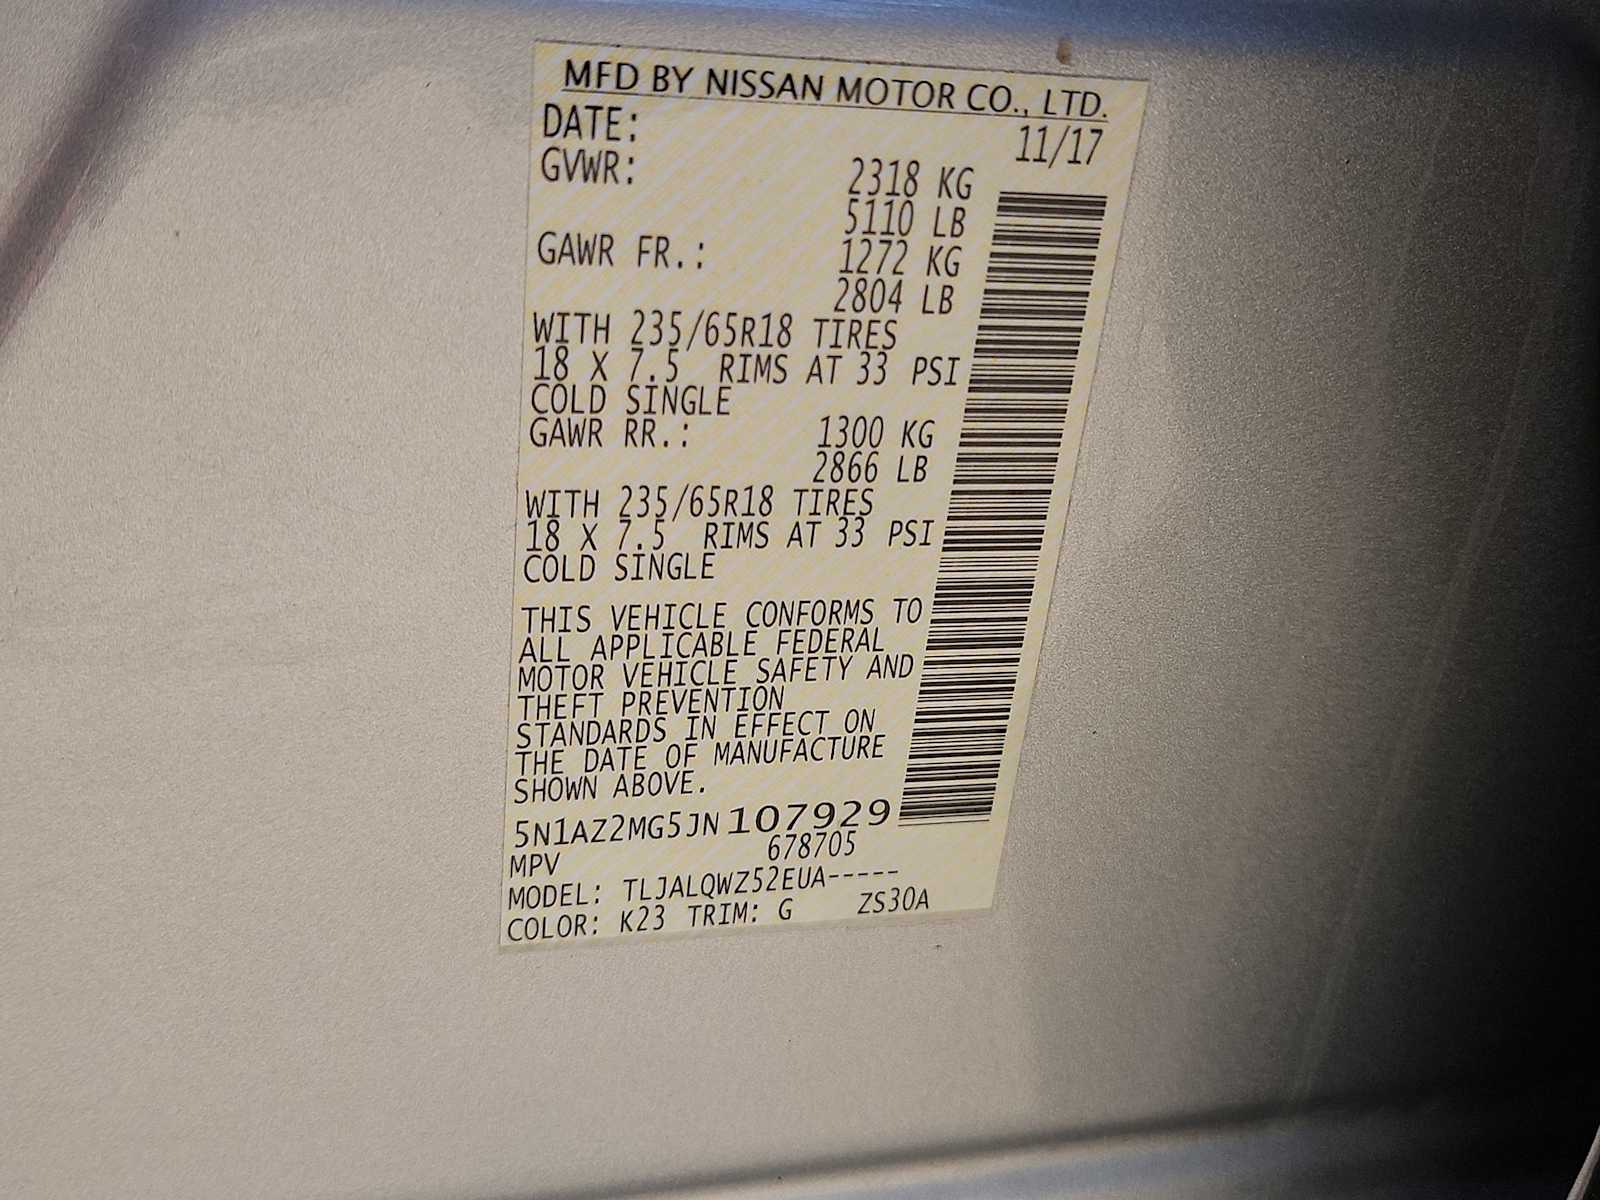 MFD BY NISSAN MOTOR CO., LTD.
DATE: 11/17
GVWR: 2318 KG
5110 LB
GAWR FR.: 1272 KG
2804 LB
WITH 235/65R18 TIRES
18 X 7.5 RIMS AT 33 PSI
COLD SINGLE
GAWR RR.: 1300 KG
2866 LB
WITH 235/65R18 TIRES
18 X 7.5 RIMS AT 33 PSI
COLD SINGLE
THIS VEHICLE CONFORMS TO
ALL APPLICABLE FEDERAL
MOTOR VEHICLE SAFETY AND
THEFT PREVENTION
STANDARDS IN EFFECT ON
THE DATE OF MANUFACTURE
SHOWN ABOVE.
5N1AZ2MG5JN107929
MPV 678705
MODEL: TLJALQWZ52EUA-----
COLOR: K23 TRIM: G ZS30A